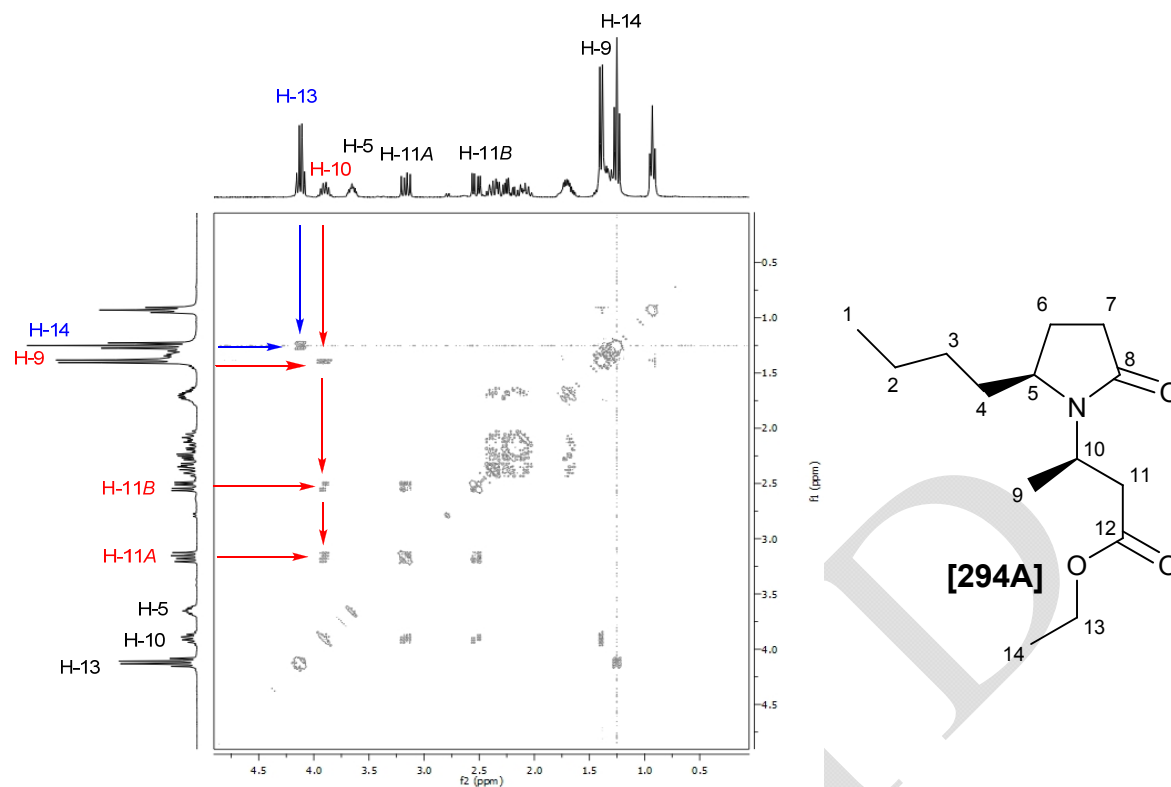 H-14
H-9
H-13
H-5
H-10
H-11A
H-11B
H-14
H-9
H-11B
H-11A
H-5
H-10
H-13
0.5
1.0
1.5
2.0
2.5
3.0
3.5
4.0
4.5
f1 (ppm)
4.5 4.0 3.5 3.0 2.5 2.0 1.5 1.0 0.5
f2 (ppm)
6 7
1
3
8
2
O
5
4
N
10
11
9
12
O
O
[294A]
13
14
D